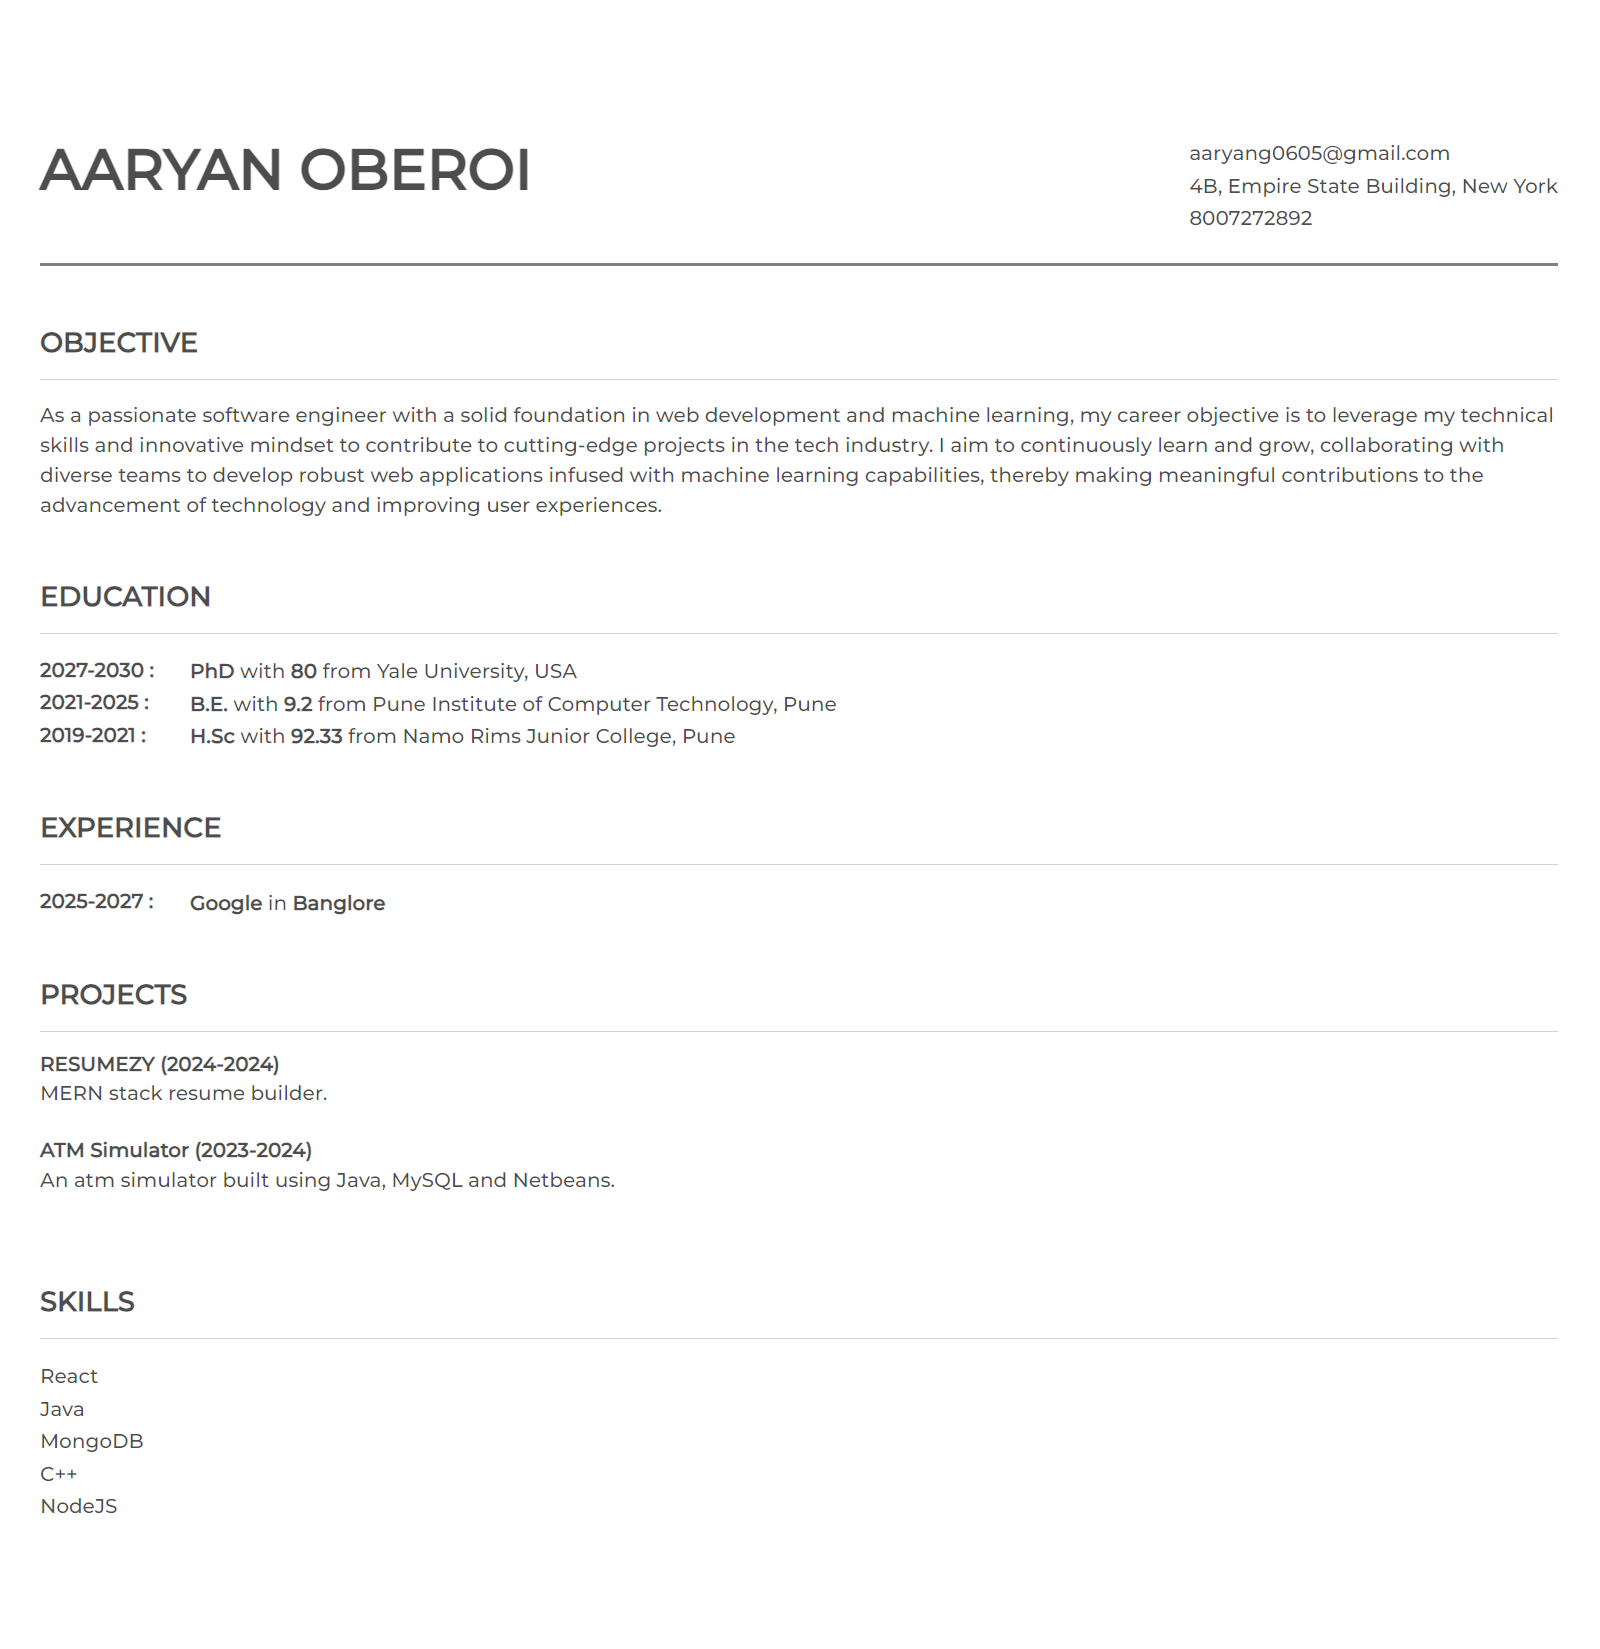 AARYAN OBEROI
aaryang0605@gmail.com
4B, Empire State Building, New York
8007272892
OBJECTIVE
As a passionate software engineer with a solid foundation in web development and machine learning, my career objective is to leverage my technical
skills and innovative mindset to contribute to cutting-edge projects in the tech industry. I aim to continuously learn and grow, collaborating with
diverse teams to develop robust web applications infused with machine learning capabilities, thereby making meaningful contributions to the
advancement of technology and improving user experiences.
EDUCATION
2027-2030 : PhD with 80 from Yale University, USA
2021-2025 : B.E. with 9.2 from Pune Institute of Computer Technology, Pune
2019-2021 : H.Sc with 92.33 from Namo Rims Junior College, Pune
EXPERIENCE
2025-2027 : Google in Banglore
PROJECTS
RESUMEZY (2024-2024)
MERN stack resume builder.
ATM Simulator (2023-2024)
An atm simulator built using Java, MySQL and Netbeans.
SKILLS
React
Java
MongoDB
C++
NodeJS